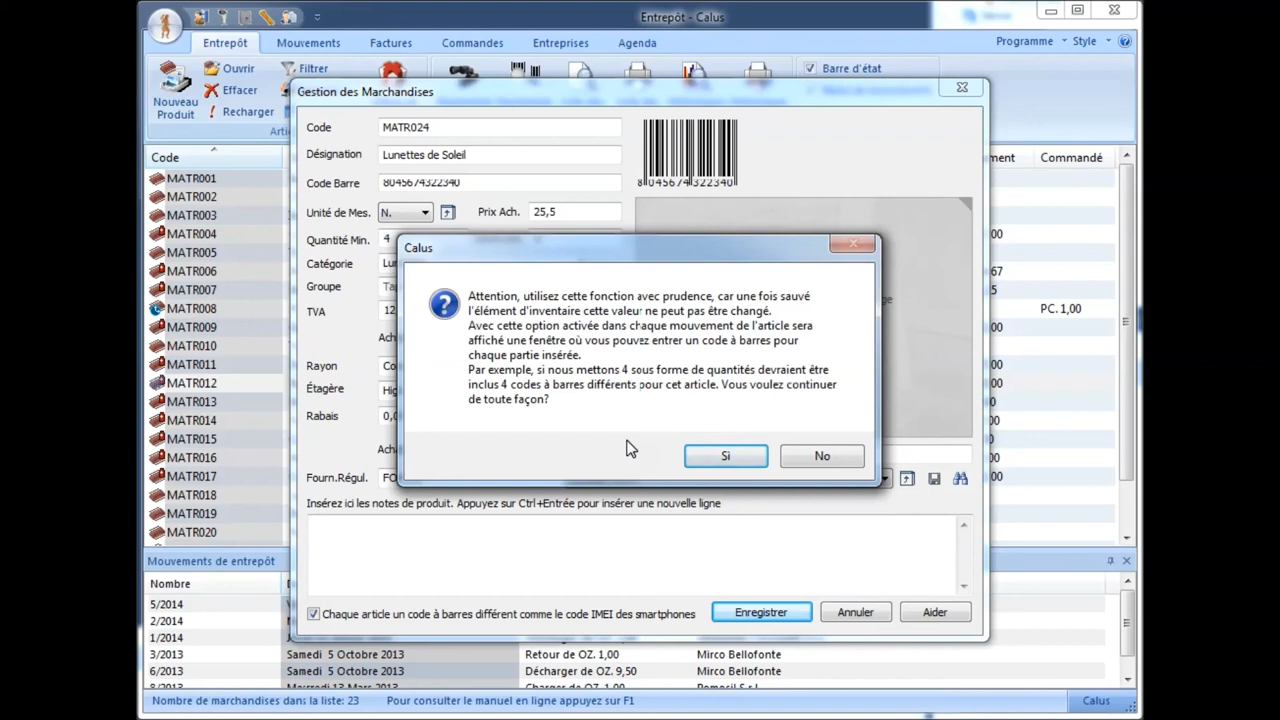 Entrepôt - Calus
Entrepôt Mouvements Factures Commandes Entreprises Agenda Programme Style
Nouveau Produit
Ouvrir
Effacer
Recharger
Filtrer
Barre d'état
Gestion des Marchandises
Code MATR024
Désignation Lunettes de Soleil
Code Barre 8045674322340
8 045674 322340
Unité de Mes. N. Prix Ach. 25,5
Quantité Min. 4
Catégorie
Groupe
TVA
Rayon
Étagère
Rabais
Fourn.Régul.
Insérez ici les notes de produit. Appuyez sur Ctrl+Entrée pour insérer une nouvelle ligne
Chaque article un code à barres différent comme le code IMEI des smartphones
Enregistrer Annuler Aider
Calus
Attention, utilisez cette fonction avec prudence, car une fois sauvé
l'élément d'inventaire cette valeur ne peut pas être changé.
Avec cette option activée dans chaque mouvement de l'article sera
affiché une fenêtre où vous pouvez entrer un code à barres pour
chaque partie insérée.
Par exemple, si nous mettons 4 sous forme de quantités devraient être
inclus 4 codes à barres différents pour cet article. Vous voulez continuer
de toute façon?
Sì No
Code
MATR001
MATR002
MATR003
MATR004
MATR005
MATR006
MATR007
MATR008
MATR009
MATR010
MATR011
MATR012
MATR013
MATR014
MATR015
MATR016
MATR017
MATR018
MATR019
MATR020
Commandé
PC. 1,00
Mouvements de entrepôt
Nombre
5/2014
2/2014
1/2014
3/2013 Samedi 5 Octobre 2013 Retour de OZ. 1,00 Mirco Bellofonte
6/2013 Samedi 5 Octobre 2013 Décharger de OZ. 9,50 Mirco Bellofonte
Nombre de marchandises dans la liste: 23 Pour consulter le manuel en ligne appuyez sur F1 Calus